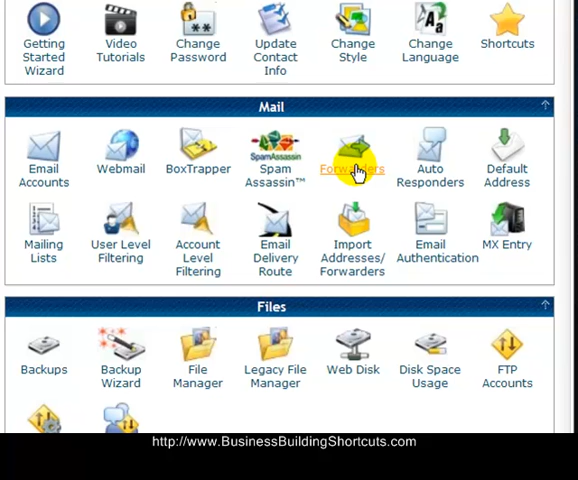 Getting Started Wizard
Video Tutorials
Change Password
Update Contact Info
Change Style
Change Language
Shortcuts
Mail
Email Accounts
Webmail
BoxTrapper
SpamAssassin
Spam Assassin™
Forwarders
Auto Responders
Default Address
Mailing Lists
User Level Filtering
Account Level Filtering
Email Delivery Route
Import Addresses/ Forwarders
Email Authentication
MX Entry
Files
Backups
Backup Wizard
File Manager
Legacy File Manager
Web Disk
Disk Space Usage
FTP Accounts
http://www.BusinessBuildingShortcuts.com